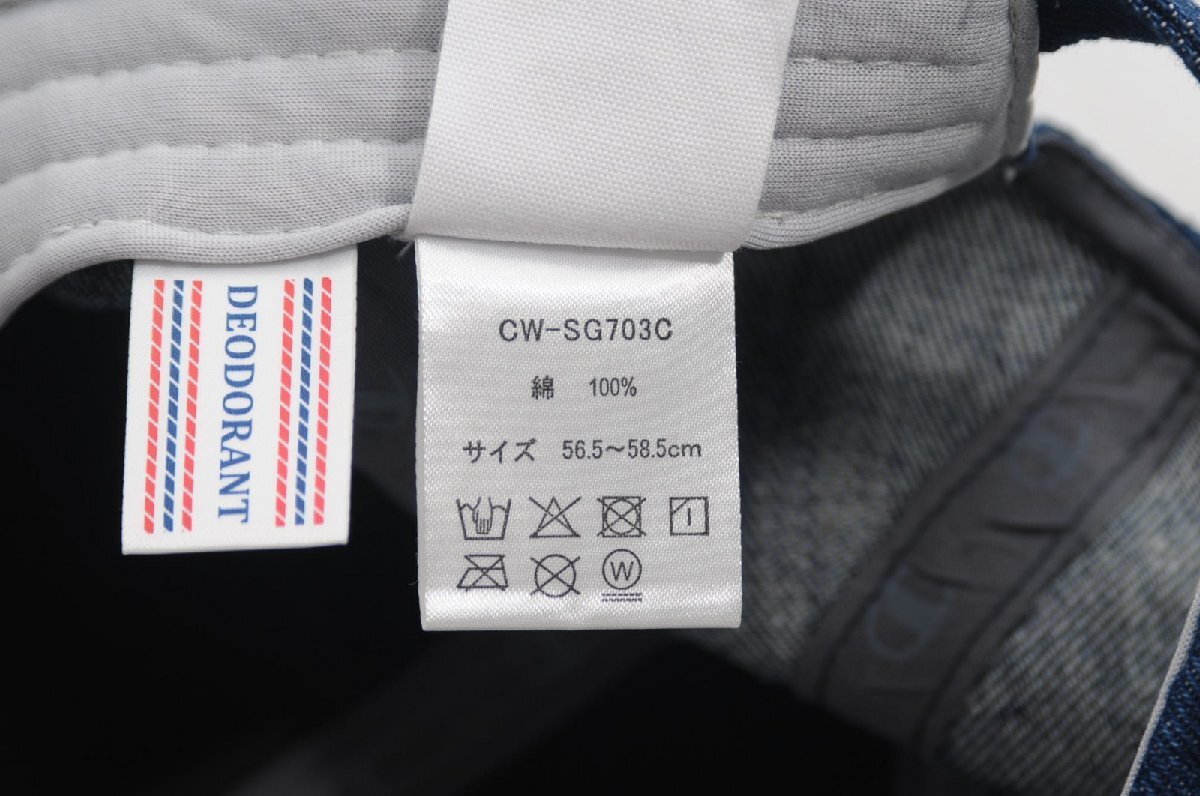 DEODORANT
CW-SG703C
綿 100%
サイズ 56.5～58.5cm
W